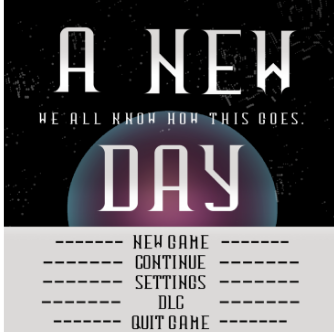 A NEW
WE ALL KNOW HOW THIS GOES.
DAY
------- NEW GAME -------
------- CONTINUE -------
------- SETTINGS -------
------- DLC -------
------- QUIT GAME -------